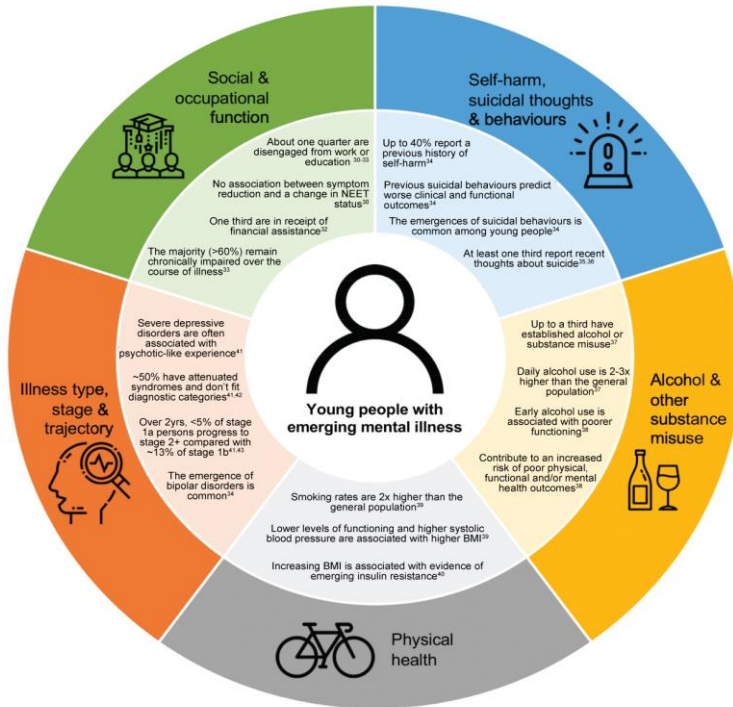 Social &
occupational
function
About one quarter are
disengaged from work or
education 30-33
No association between symptom
reduction and a change in NEET
status30
One third are in receipt of
financial assistance32
The majority (>60%) remain
chronically impaired over the
course of illness33
Self-harm,
suicidal thoughts
& behaviours
Up to 40% report a
previous history of
self-harm34
Previous suicidal behaviours predict
worse clinical and functional
outcomes34
The emergences of suicidal behaviours is
common among young people34
At least one third report recent
thoughts about suicide35,36
Alcohol &
other
substance
misuse
Up to a third have
established alcohol or
substance misuse37
Daily alcohol use is 2-3x
higher than the general
population37
Early alcohol use is
associated with poorer
functioning38
Contribute to an increased
risk of poor physical,
functional and/or mental
health outcomes38
Physical
health
Smoking rates are 2x higher than the
general population39
Lower levels of functioning and higher systolic
blood pressure are associated with higher BMI39
Increasing BMI is associated with evidence of
emerging insulin resistance40
Illness type,
stage &
trajectory
Severe depressive
disorders are often
associated with
psychotic-like experience41
~50% have attenuated
syndromes and don't fit
diagnostic categories41,42
Over 2yrs, <5% of stage
1a persons progress to
stage 2+ compared with
~13% of stage 1b41,43
The emergence of
bipolar disorders is
common34
Young people with
emerging mental illness